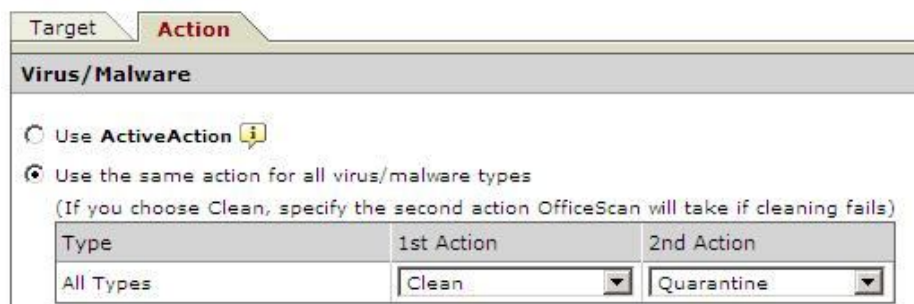 Target Action
Virus/Malware
Use ActiveAction
Use the same action for all virus/malware types
(If you choose Clean, specify the second action OfficeScan will take if cleaning fails)
Type 1st Action 2nd Action
All Types Clean Quarantine